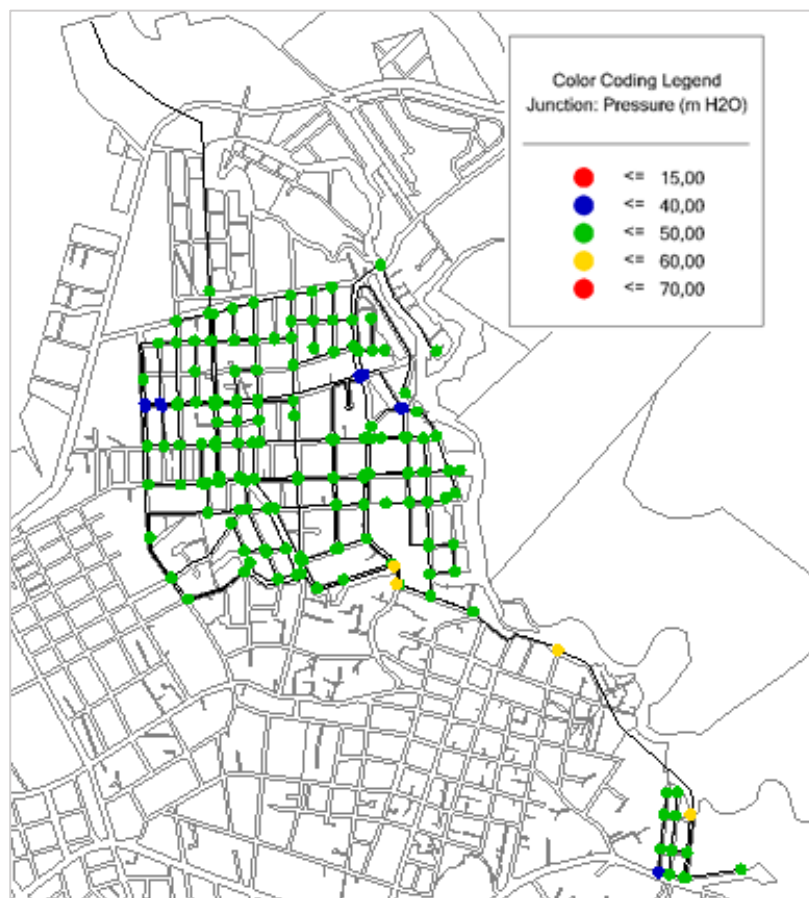 Color Coding Legend
Junction: Pressure (m H2O)
<= 15,00
<= 40,00
<= 50,00
<= 60,00
<= 70,00